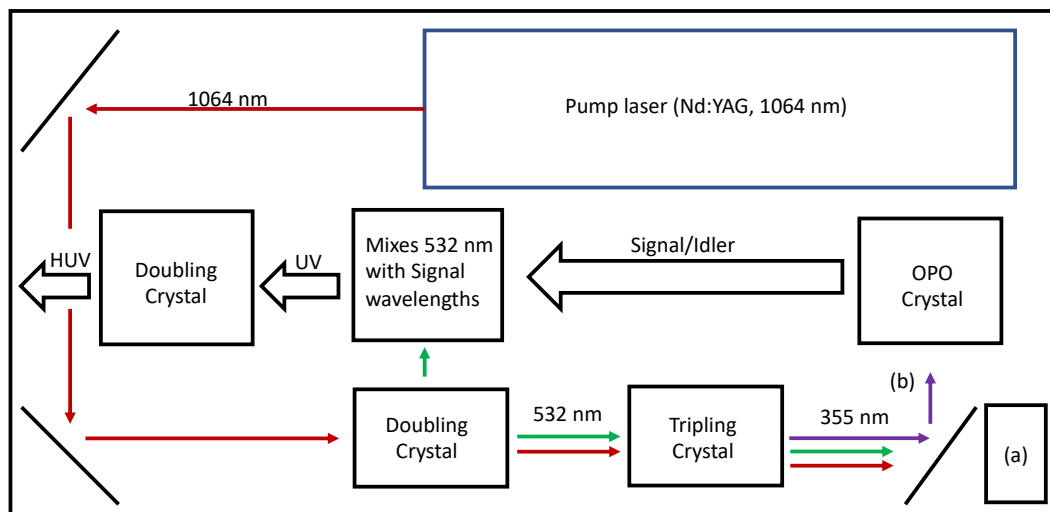 1064 nm
Pump laser (Nd:YAG, 1064 nm)
HUV
Doubling
Crystal
UV
Mixes 532 nm
with Signal
wavelengths
Signal/Idler
OPO
Crystal
(b)
Doubling
Crystal
532 nm
Tripling
Crystal
355 nm
(a)